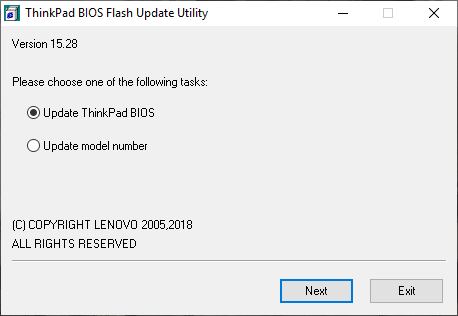 ThinkPad BIOS Flash Update Utility
Version 15.28
Please choose one of the following tasks:
Update ThinkPad BIOS
Update model number
(C) COPYRIGHT LENOVO 2005,2018
ALL RIGHTS RESERVED
Next Exit